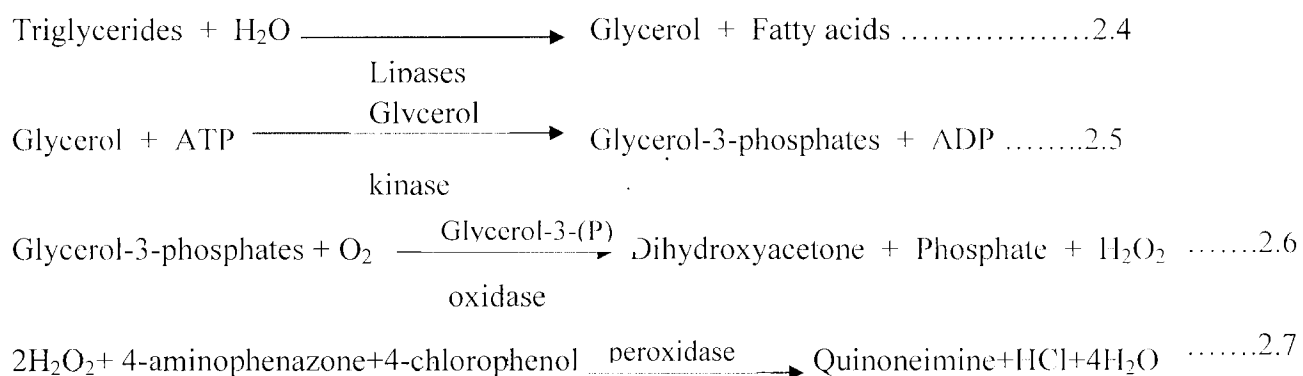 Triglycerides + H₂O ⟶ Glycerol + Fatty acids ..................2.4
Lipases
Glycerol
Glycerol + ATP ⟶ Glycerol-3-phosphates + ADP ........2.5
kinase
Glycerol-3-phosphates + O₂ Glycerol-3-(P) ⟶ Dihydroxyacetone + Phosphate + H₂O₂ .......2.6
oxidase
2H₂O₂+ 4-aminophenazone+4-chlorophenol peroxidase ⟶ Quinoneimine+HCl+4H₂O .......2.7